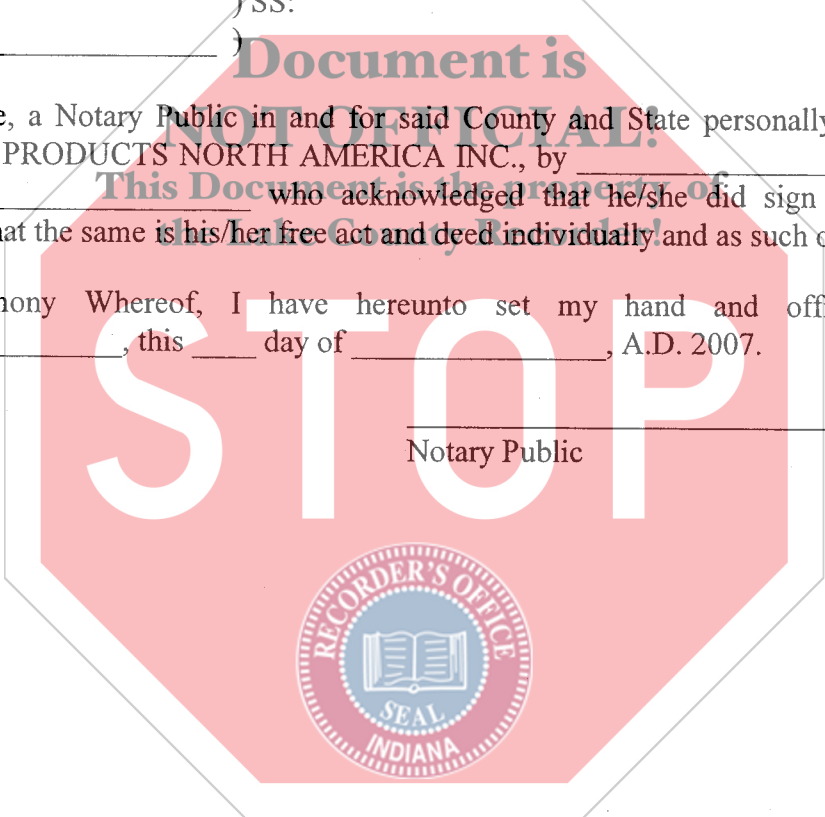 ) SS:
)
Document is
e, a Notary Public in and for said County and State personally
NOT OFFICIAL!
PRODUCTS NORTH AMERICA INC., by
This Document is the property of
who acknowledged that he/she did sign
the Lake County Recorder!
at the same is his/her free act and deed individually and as such o
nony Whereof, I have hereunto set my hand and offi
, this ____ day of ____, A.D. 2007.
STOP
Notary Public
RECORDER'S OFFICE
SEAL
INDIANA